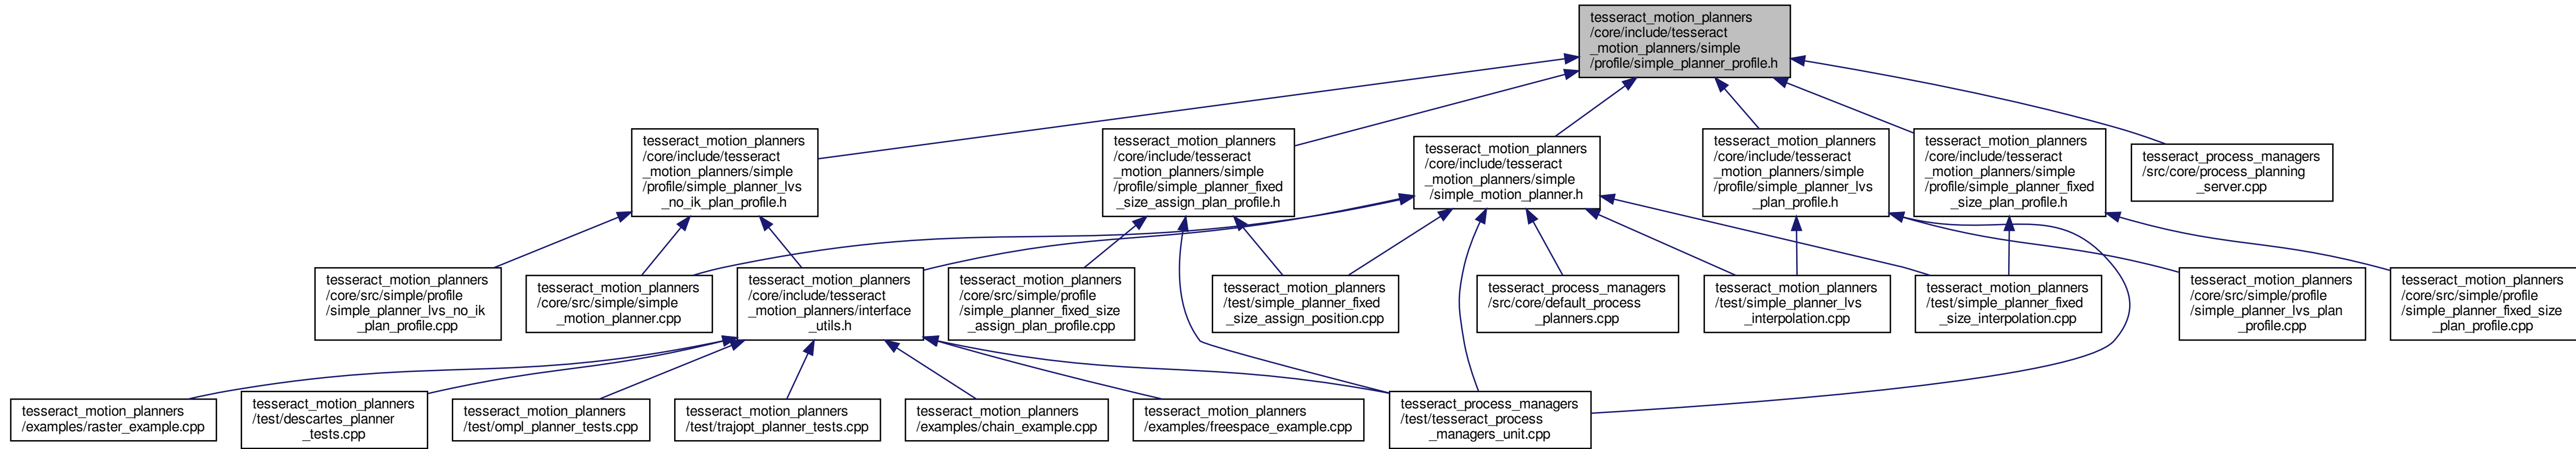 tesseract_motion_planners
/core/include/tesseract
_motion_planners/simple
/profile/simple_planner_profile.h
tesseract_motion_planners
/core/include/tesseract
_motion_planners/simple
/profile/simple_planner_lvs
_no_ik_plan_profile.h
tesseract_motion_planners
/core/include/tesseract
_motion_planners/simple
/profile/simple_planner_fixed
_size_assign_plan_profile.h
tesseract_motion_planners
/core/include/tesseract
_motion_planners/simple
/simple_motion_planner.h
tesseract_motion_planners
/core/include/tesseract
_motion_planners/simple
/profile/simple_planner_lvs
_plan_profile.h
tesseract_motion_planners
/core/include/tesseract
_motion_planners/simple
/profile/simple_planner_fixed
_size_plan_profile.h
tesseract_process_managers
/src/core/process_planning
_server.cpp
tesseract_motion_planners
/core/src/simple/profile
/simple_planner_lvs_no_ik
_plan_profile.cpp
tesseract_motion_planners
/core/src/simple/simple
_motion_planner.cpp
tesseract_motion_planners
/core/include/tesseract
_motion_planners/interface
_utils.h
tesseract_motion_planners
/core/src/simple/profile
/simple_planner_fixed_size
_assign_plan_profile.cpp
tesseract_motion_planners
/test/simple_planner_fixed
_size_assign_position.cpp
tesseract_process_managers
/src/core/default_process
_planners.cpp
tesseract_motion_planners
/test/simple_planner_lvs
_interpolation.cpp
tesseract_motion_planners
/test/simple_planner_fixed
_size_interpolation.cpp
tesseract_motion_planners
/core/src/simple/profile
/simple_planner_lvs_plan
_profile.cpp
tesseract_motion_planners
/core/src/simple/profile
/simple_planner_fixed_size
_plan_profile.cpp
tesseract_motion_planners
/examples/raster_example.cpp
tesseract_motion_planners
/test/descartes_planner
_tests.cpp
tesseract_motion_planners
/test/ompl_planner_tests.cpp
tesseract_motion_planners
/test/trajopt_planner_tests.cpp
tesseract_motion_planners
/examples/chain_example.cpp
tesseract_motion_planners
/examples/freespace_example.cpp
tesseract_process_managers
/test/tesseract_process
_managers_unit.cpp